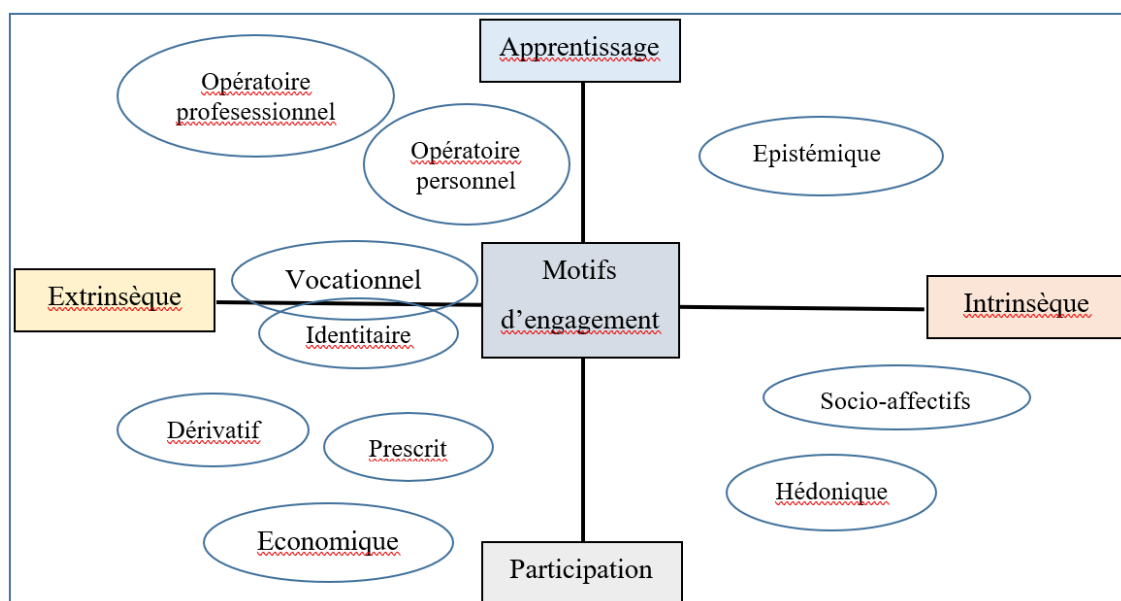 Apprentissage
Opératoire
profesessionnel
Opératoire
personnel
Epistémique
Vocationnel
Motifs
d'engagement
Extrinsèque
Intrinsèque
Identitaire
Dérivatif
Prescrit
Socio-affectifs
Hédonique
Economique
Participation